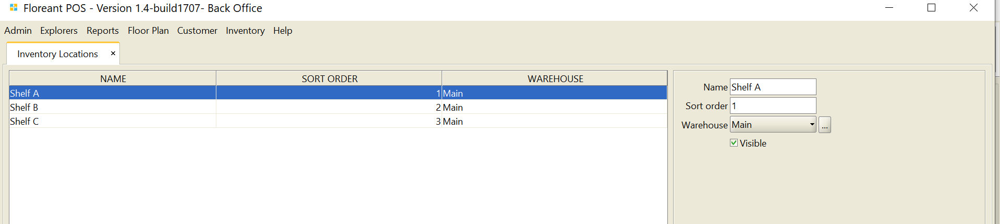 Floreant POS - Version 1.4-build1707- Back Office
Admin Explorers Reports Floor Plan Customer Inventory Help
Inventory Locations ×
NAME SORT ORDER WAREHOUSE
Shelf A 1 Main
Shelf B 2 Main
Shelf C 3 Main
Name Shelf A
Sort order 1
Warehouse Main ...
Visible